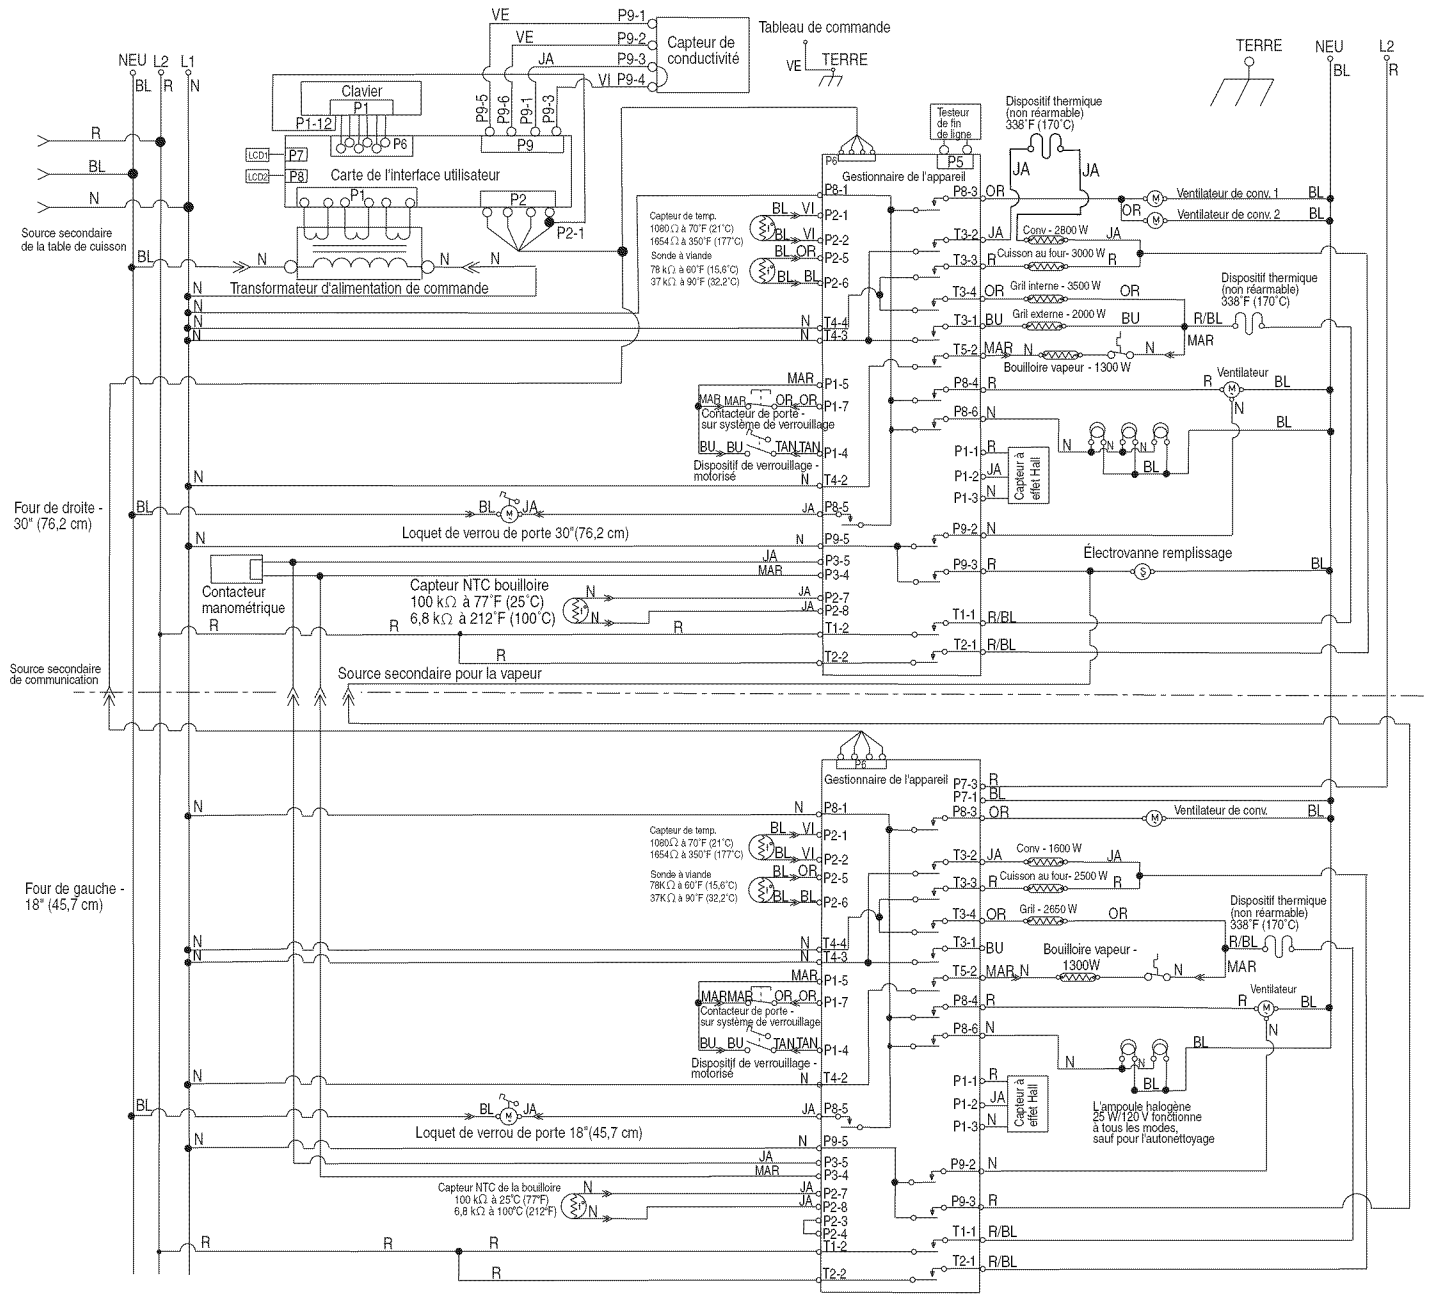 NEU L2 L1
BL R N
R
BL
N
Source secondaire
de la table de cuisson
Clavier
P1
P1-12
P6
LCD1 P7
LCD2 P8
Carte de l'interface utilisateur
P1
P9
P2
P2-1
N N N
Transformateur d'alimentation de commande
VE P9-1
VE P9-2
JA P9-3
VI P9-4
P9-5 P9-6 P9-1 P9-3
Capteur de
conductivité
Tableau de commande
VE TERRE
TERRE
NEU L2
BL R
P6
Testeur
de fin
de ligne
P5
Gestionnaire de l'appareil
Dispositif thermique
(non réarmable)
338°F (170°C)
JA JA
P8-1
P8-3 OR
Ventilateur de conv. 1 BL
OR
Ventilateur de conv. 2 BL
Capteur de temp.
1080Ω à 70°F (21°C)
1654 Ω à 350°F (177°C)
BL VI P2-1
BL VI P2-2
Sonde à viande
78 kΩ à 60°F (15,6°C)
37 kΩ à 90°F (32,2°C)
BL OR P2-5
BL BL P2-6
T3-2 JA Conv - 2800 W JA
T3-3 R Cuisson au four- 3000 W R
T3-4 OR Gril interne - 3500 W OR
T3-1 BU Gril externe - 2000 W BU
R/BL
MAR
Dispositif thermique
(non réarmable)
338°F (170°C)
T5-2 MAR N N
Bouilloire vapeur - 1300 W
N
N
N N T4-4
N N T4-3
MAR P1-5
MAR MAR OR OR P1-7
Contacteur de porte -
sur système de verrouillage
BU BU TAN TAN P1-4
Dispositif de verrouillage -
motorisé
P8-4 R
Ventilateur
R BL
N
P8-6 N
N N N
BL
BL
P1-1 R
P1-2 JA
P1-3 N
Capteur à
effet Hall
N N T4-2
Four de droite -
30" (76,2 cm)
BL BL JA JA P8-5
Loquet de verrou de porte 30"(76,2 cm)
N N P9-5
P9-2 N
JA P3-5
MAR P3-4
Contacteur
manométrique
P9-3 R
Électrovanne remplissage
S
BL
Capteur NTC bouilloire
100 kΩ à 77°F (25°C)
6,8 kΩ à 212°F (100°C)
N JA P2-7
N JA P2-8
R R R T1-2
R T2-2
T1-1 R/BL
T2-1 R/BL
Source secondaire
de communication
Source secondaire pour la vapeur
P6
Gestionnaire de l'appareil
P7-3 R
P7-1 BL
N N P8-1
P8-3 OR
Ventilateur de conv. BL
Capteur de temp.
1080Ω à 70°F (21°C)
1654Ω à 350°F (177°C)
BL VI P2-1
BL VI P2-2
Sonde à viande
78KΩ à 60°F (15,6°C)
37KΩ à 90°F (32,2°C)
BL OR P2-5
BL BL P2-6
T3-2 JA Conv - 1600 W JA
T3-3 R Cuisson au four- 2500 W R
T3-4 OR Gril - 2650 W OR
T3-1 BU
Four de gauche -
18" (45,7 cm)
Dispositif thermique
(non réarmable)
338°F (170°C)
R/BL
MAR
Bouilloire vapeur -
1300W
T5-2 MAR N N
N N T4-4
N N T4-3
MAR P1-5
MAR MAR OR OR P1-7
Contacteur de porte -
sur système de verrouillage
BU BU TAN TAN P1-4
Dispositif de verrouillage -
motorisé
P8-4 R
Ventilateur
R BL
N
P8-6 N
N N
BL
BL
P1-1 R
P1-2 JA
P1-3 N
Capteur à
effet Hall
L'ampoule halogène
25 W/120 V fonctionne
à tous les modes,
sauf pour l'autonettoyage
N N T4-2
BL BL JA JA P8-5
Loquet de verrou de porte 18"(45,7 cm)
N N P9-5
P9-2 N
JA P3-5
MAR P3-4
P9-3 R
Capteur NTC de la bouilloire
100 kΩ à 25°C (77°F)
6,8 kΩ à 100°C (212°F)
N JA P2-7
N JA P2-8
P2-3
P2-4
R R R T1-2
R T2-2
T1-1 R/BL
T2-1 R/BL